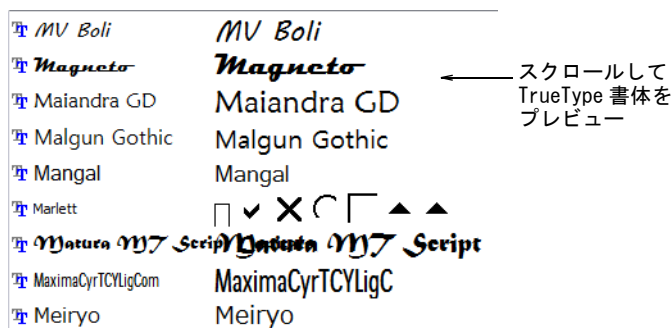 MV Boli MV Boli
Magneto Magneto
Maiandra GD Maiandra GD
Malgun Gothic Malgun Gothic
Mangal Mangal
Marlett
Matura MT Script Matura MT Script
MaximaCyrTCYLigCom MaximaCyrTCYLigC
Meiryo Meiryo
スクロールして
TrueType 書体を
プレビュー